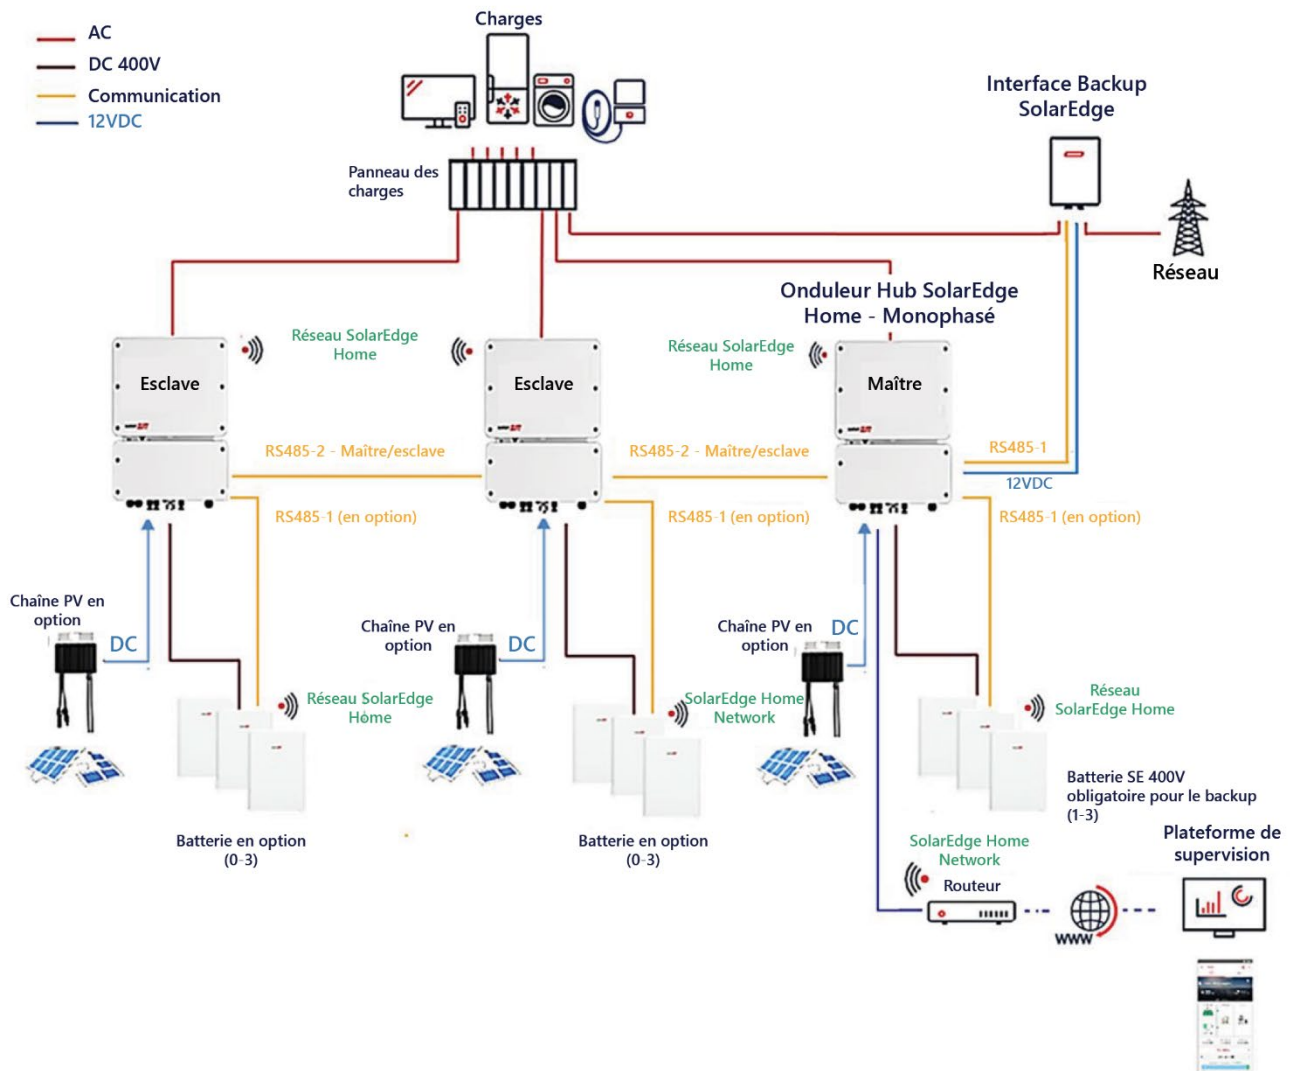 Charges
AC
DC 400V
Communication
12VDC
Interface Backup
SolarEdge
Panneau des
charges
Réseau
Onduleur Hub SolarEdge
Home - Monophasé
Réseau SolarEdge
Home
Réseau SolarEdge
Home
Esclave
Esclave
Maître
RS485-2 - Maître/esclave
RS485-2 - Maître/esclave
RS485-1
12VDC
RS485-1 (en option)
RS485-1 (en option)
RS485-1 (en option)
Chaîne PV en
option
DC
Chaîne PV en
option
DC
Chaîne PV en
option
DC
Réseau SolarEdge
Home
SolarEdge Home
Network
Réseau
SolarEdge Home
Batterie en option
(0-3)
Batterie en option
(0-3)
Batterie SE 400V
obligatoire pour le backup
(1-3)
SolarEdge Home
Network
Routeur
WWW
Plateforme de
supervision